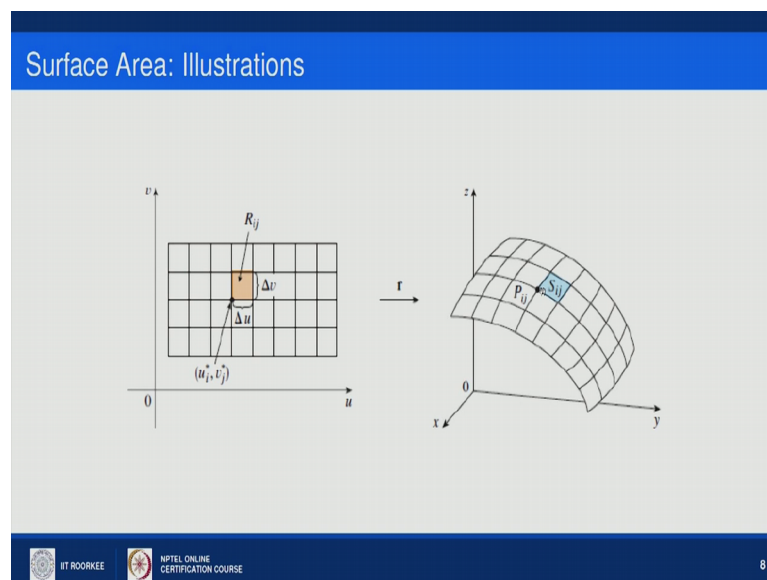 Surface Area: Illustrations
v
R_ij
Δv
Δu
(u_i^*, v_j^*)
0
u
r
z
P_ij
S_ij
0
x
y
IIT ROORKEE
NPTEL ONLINE
CERTIFICATION COURSE
8